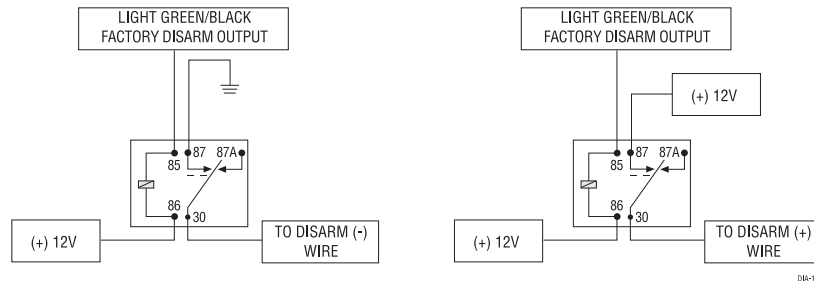 LIGHT GREEN/BLACK
FACTORY DISARM OUTPUT
87 87A
85
86
30
(+) 12V
TO DISARM (-)
WIRE
LIGHT GREEN/BLACK
FACTORY DISARM OUTPUT
(+) 12V
87 87A
85
86
30
(+) 12V
TO DISARM (+)
WIRE